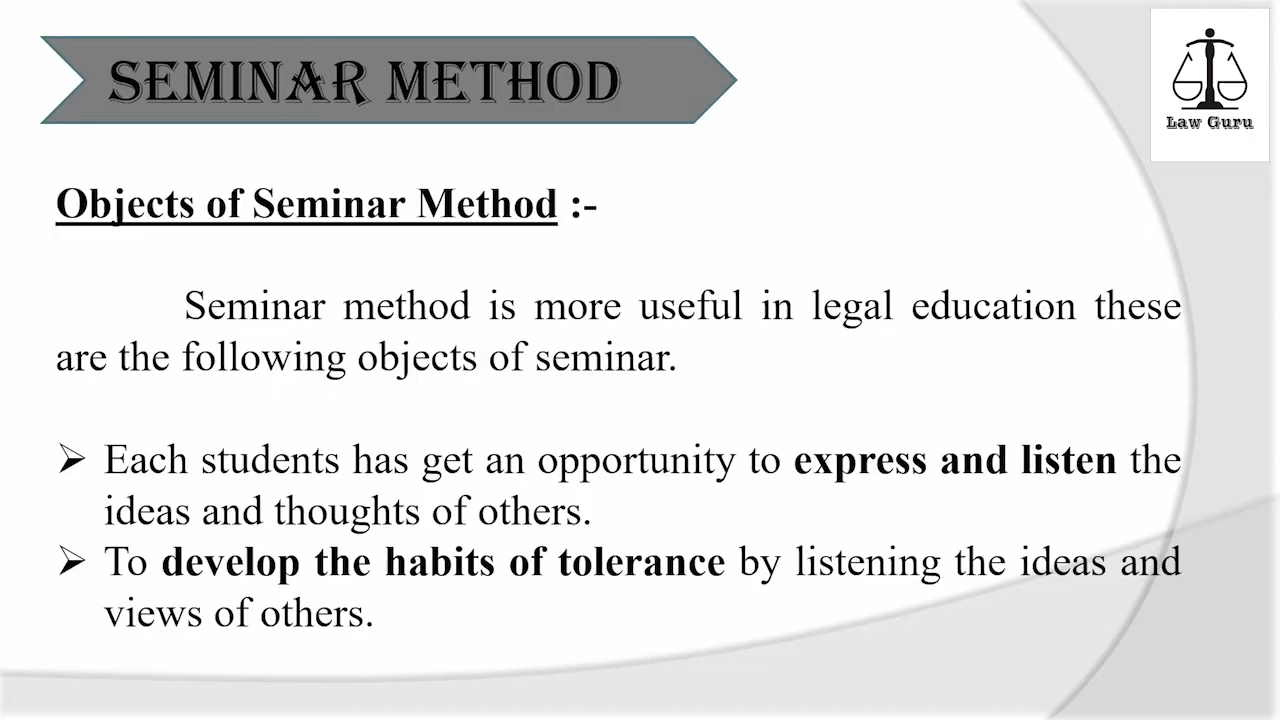 SEMINAR METHOD
Law Guru
Objects of Seminar Method :-
Seminar method is more useful in legal education these
are the following objects of seminar.
➢ Each students has get an opportunity to express and listen the
ideas and thoughts of others.
➢ To develop the habits of tolerance by listening the ideas and
views of others.